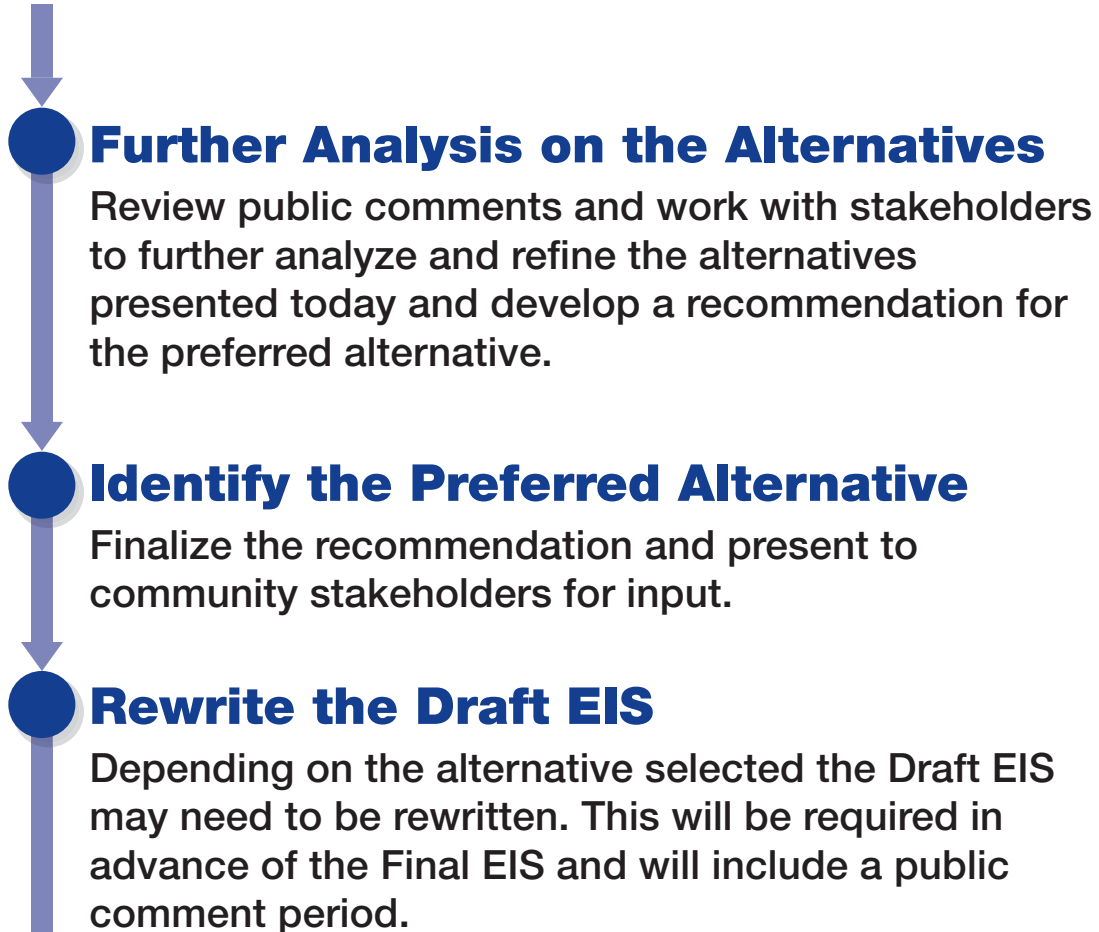 Further Analysis on the Alternatives
Review public comments and work with stakeholders
to further analyze and refine the alternatives
presented today and develop a recommendation for
the preferred alternative.
Identify the Preferred Alternative
Finalize the recommendation and present to
community stakeholders for input.
Rewrite the Draft EIS
Depending on the alternative selected the Draft EIS
may need to be rewritten. This will be required in
advance of the Final EIS and will include a public
comment period.